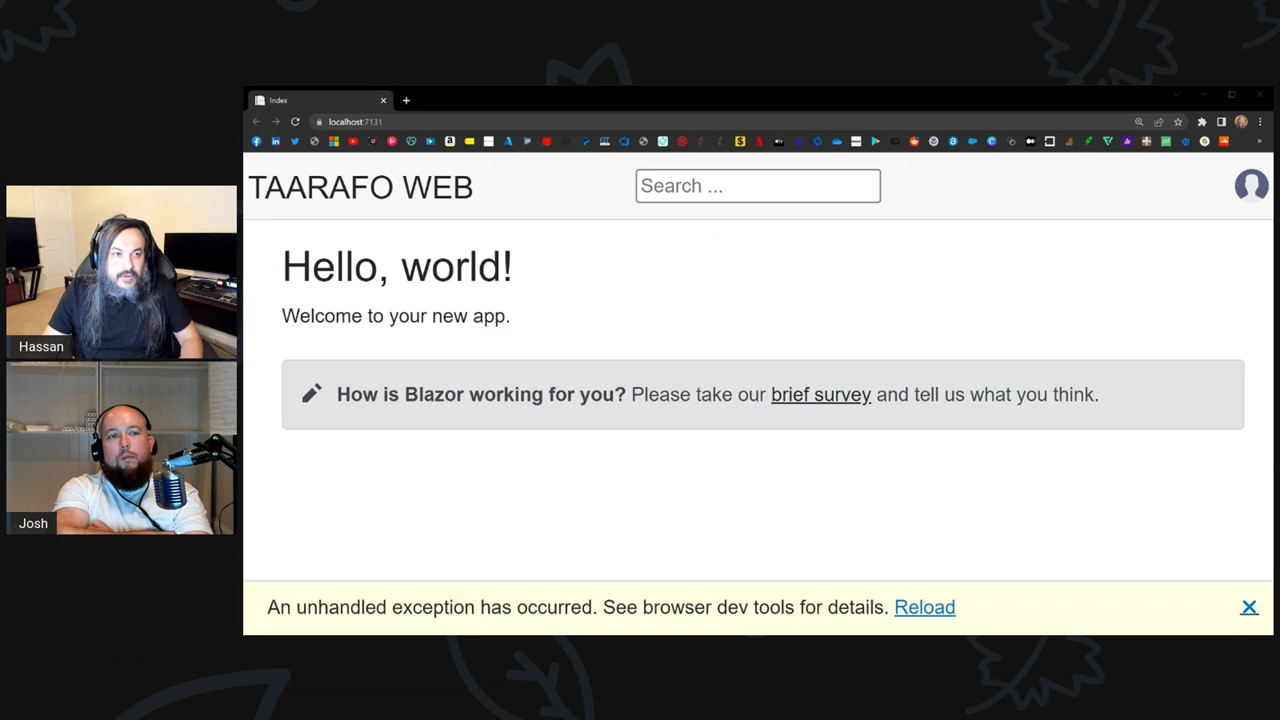 Index
localhost:7131
TAARAFO WEB
Search ...
Hello, world!
Welcome to your new app.
How is Blazor working for you? Please take our brief survey and tell us what you think.
An unhandled exception has occurred. See browser dev tools for details. Reload
Hassan
Josh